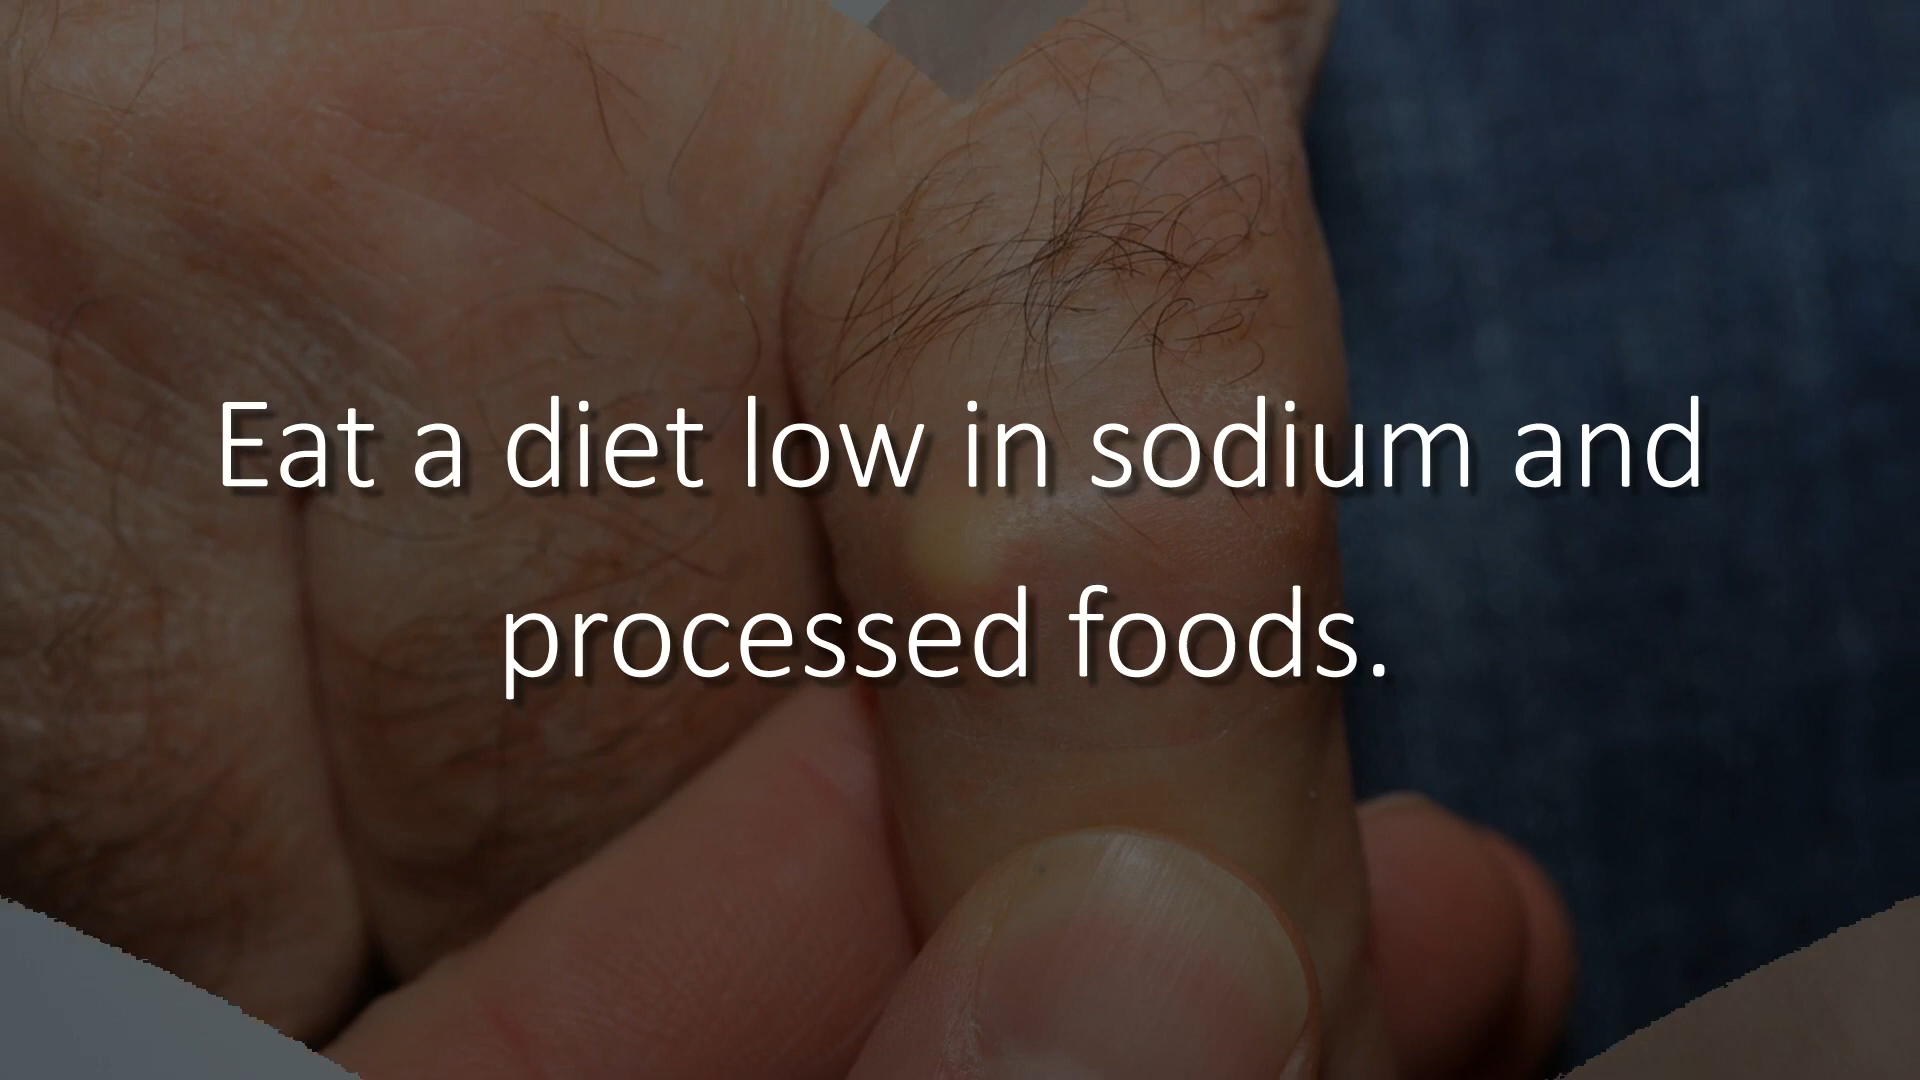 Eat a diet low in sodium and
processed foods.